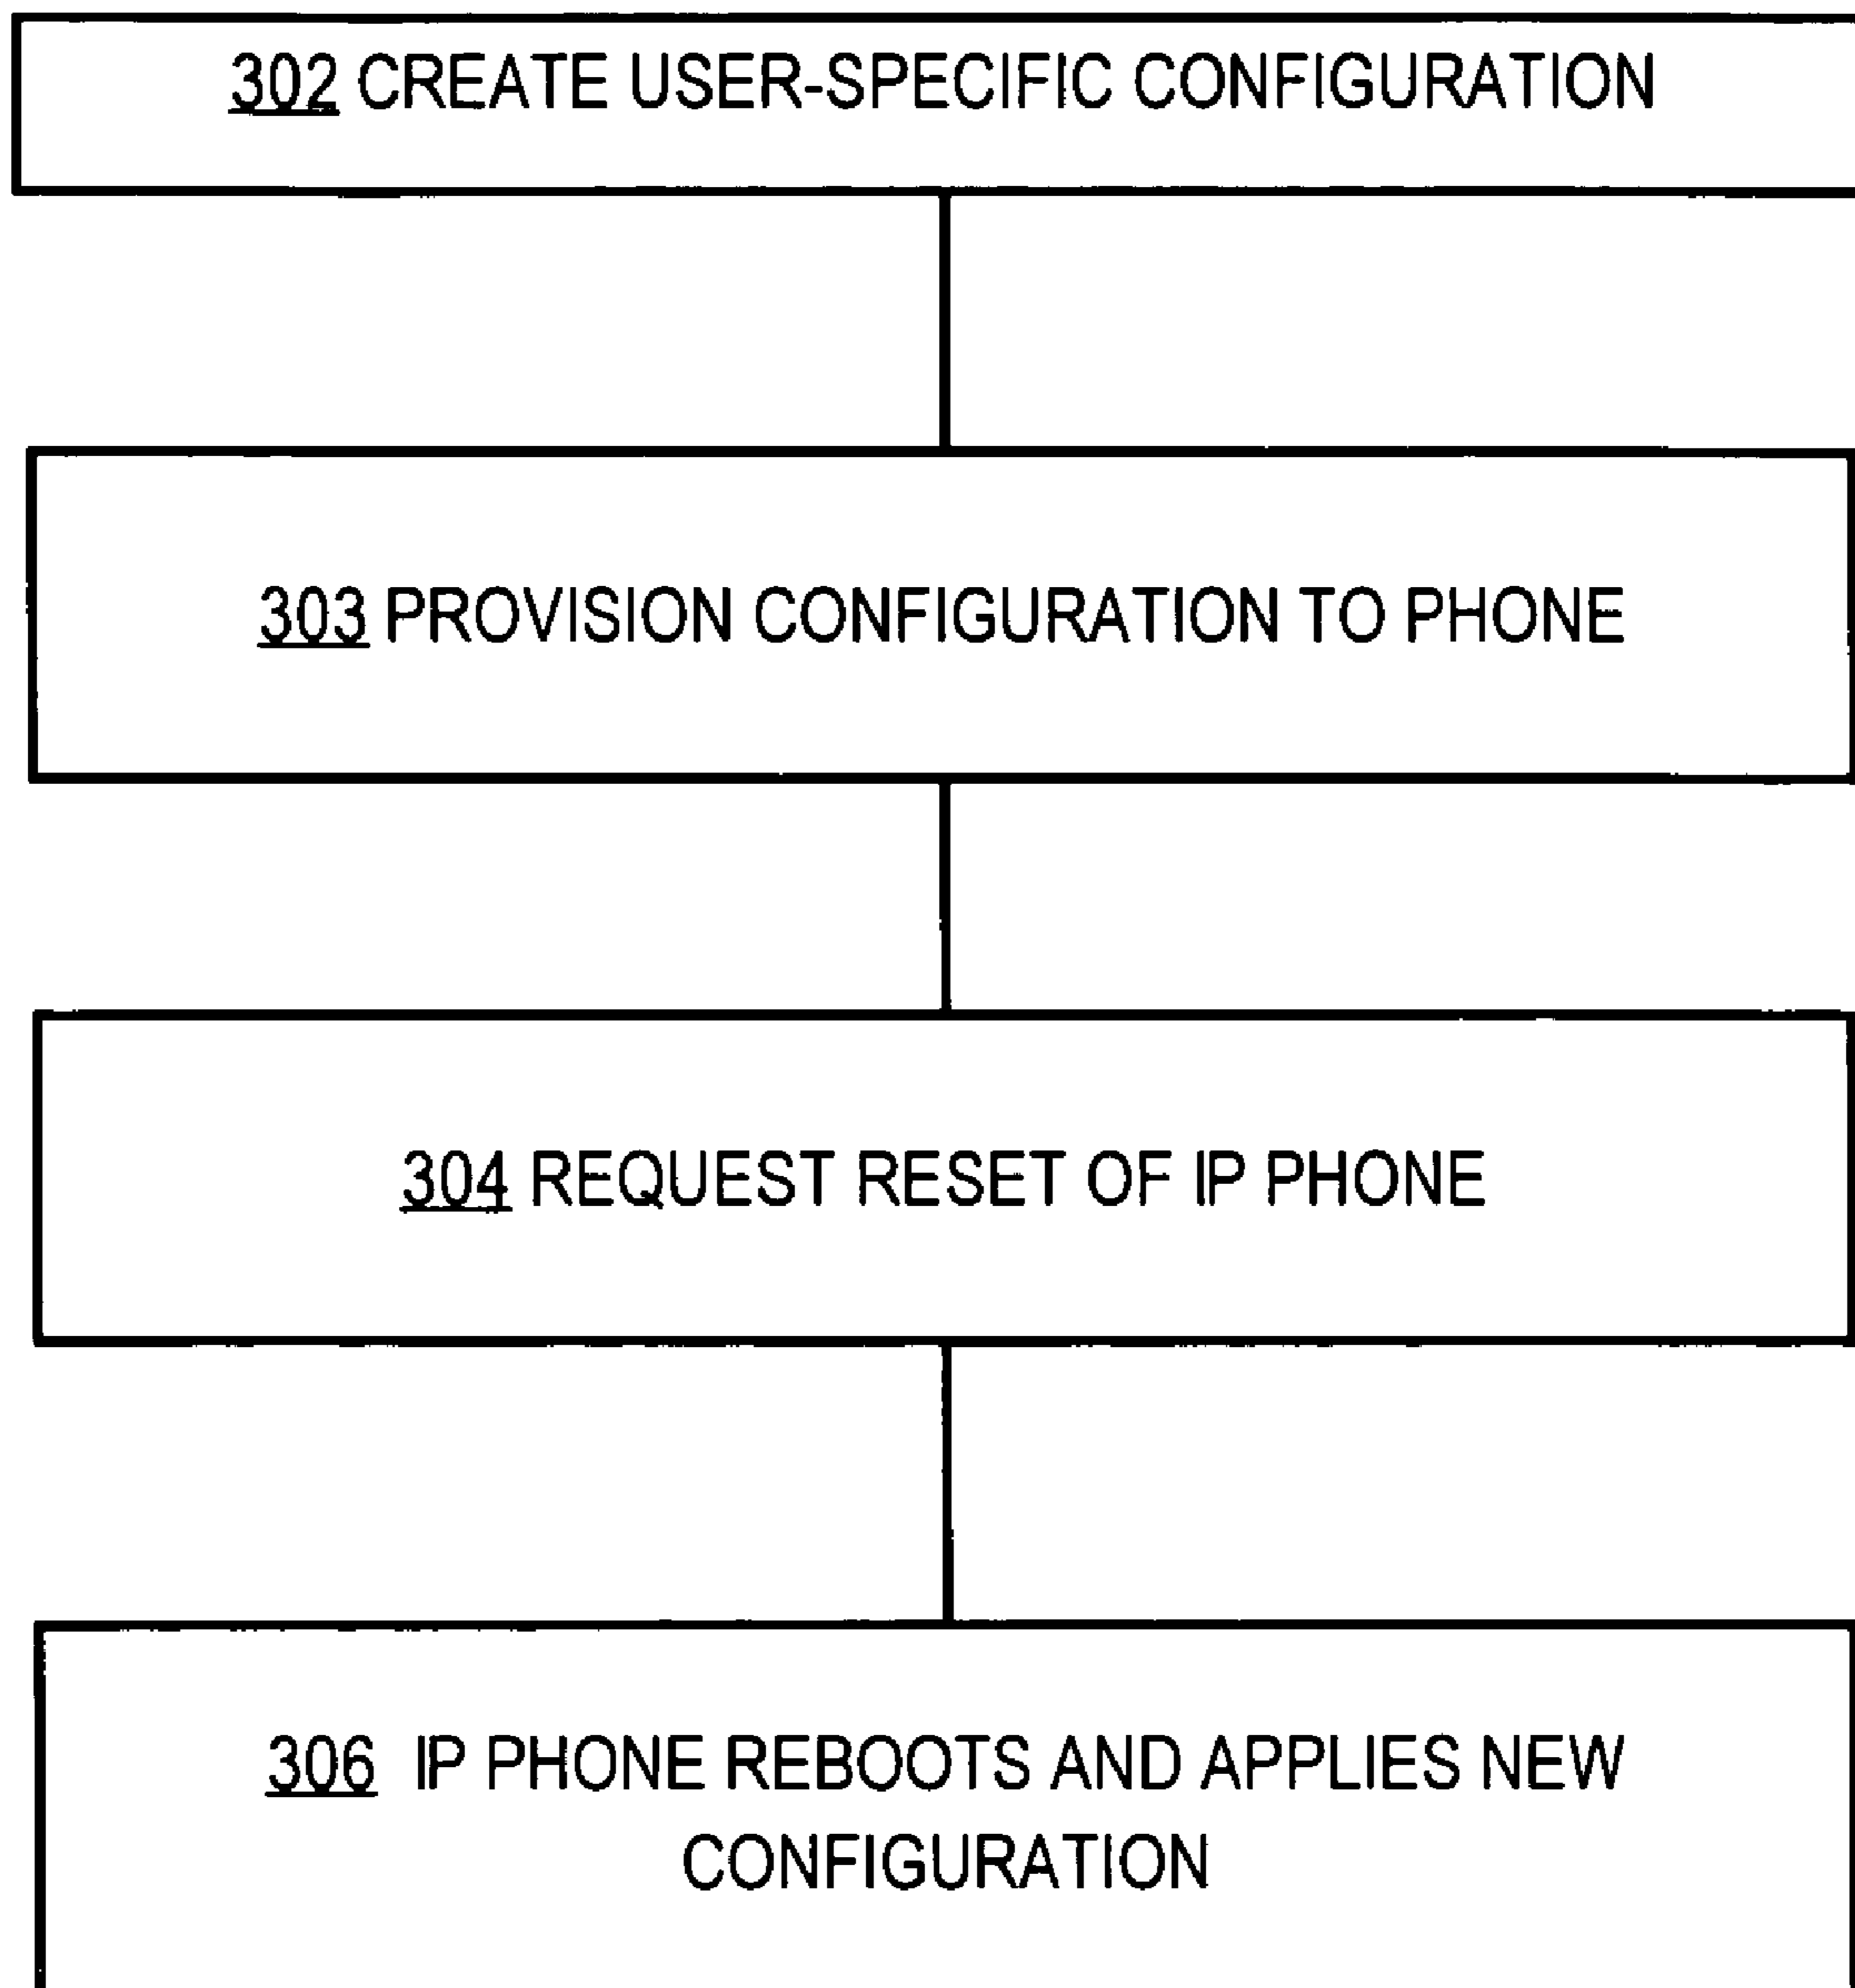 302 CREATE USER-SPECIFIC CONFIGURATION
303 PROVISION CONFIGURATION TO PHONE
304 REQUEST RESET OF IP PHONE
306 IP PHONE REBOOTS AND APPLIES NEW
CONFIGURATION